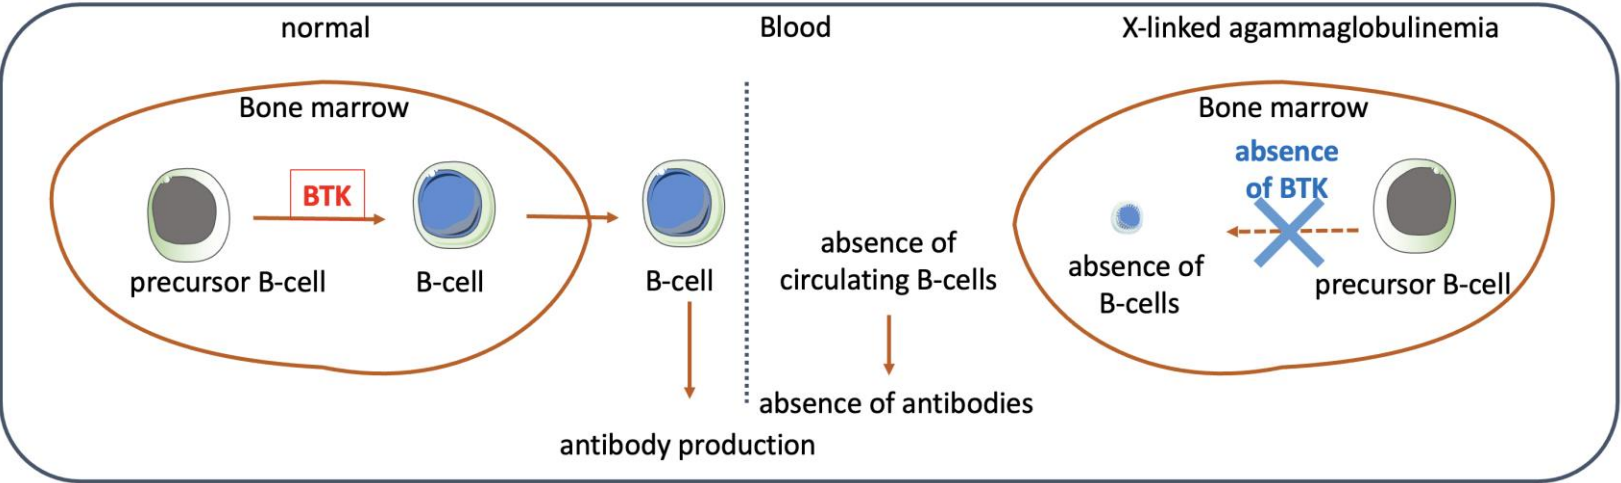 normal
Blood
X-linked agammaglobulinemia
Bone marrow
BTK
precursor B-cell
B-cell
B-cell
antibody production
absence of
circulating B-cells
absence of antibodies
Bone marrow
absence
of BTK
absence of
B-cells
precursor B-cell